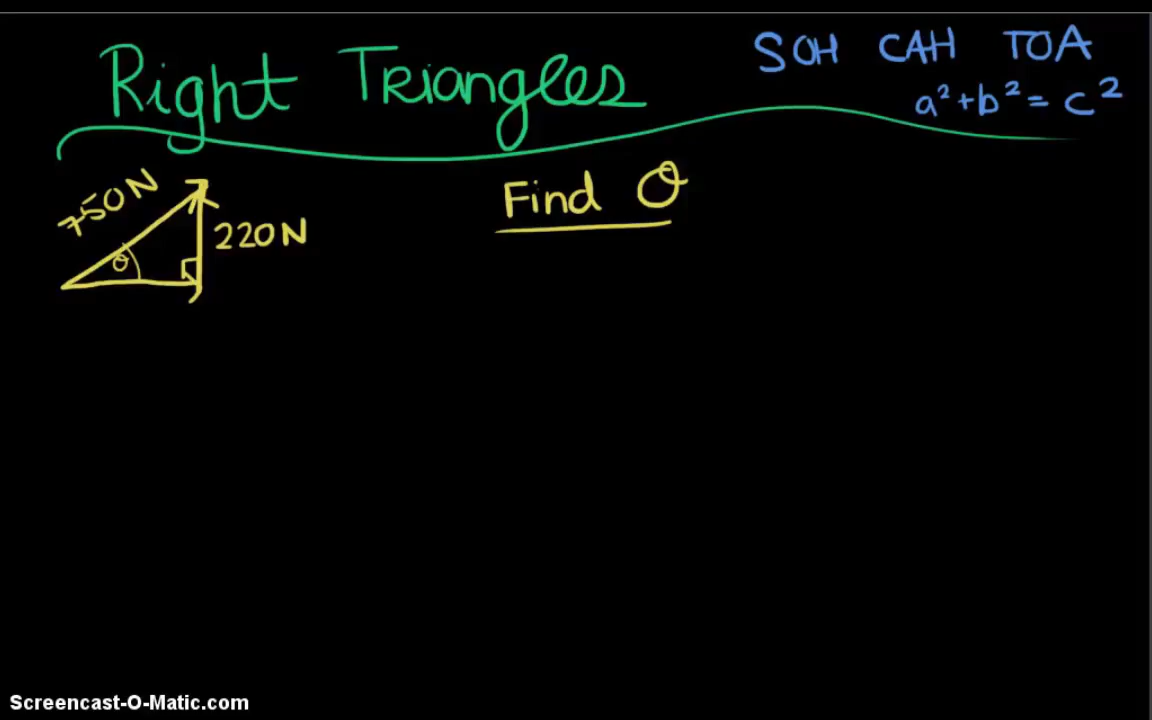 Right Triangles
SOH CAH TOA
a²+b²=c²
750N
Find θ
220N
θ
Screencast-O-Matic.com